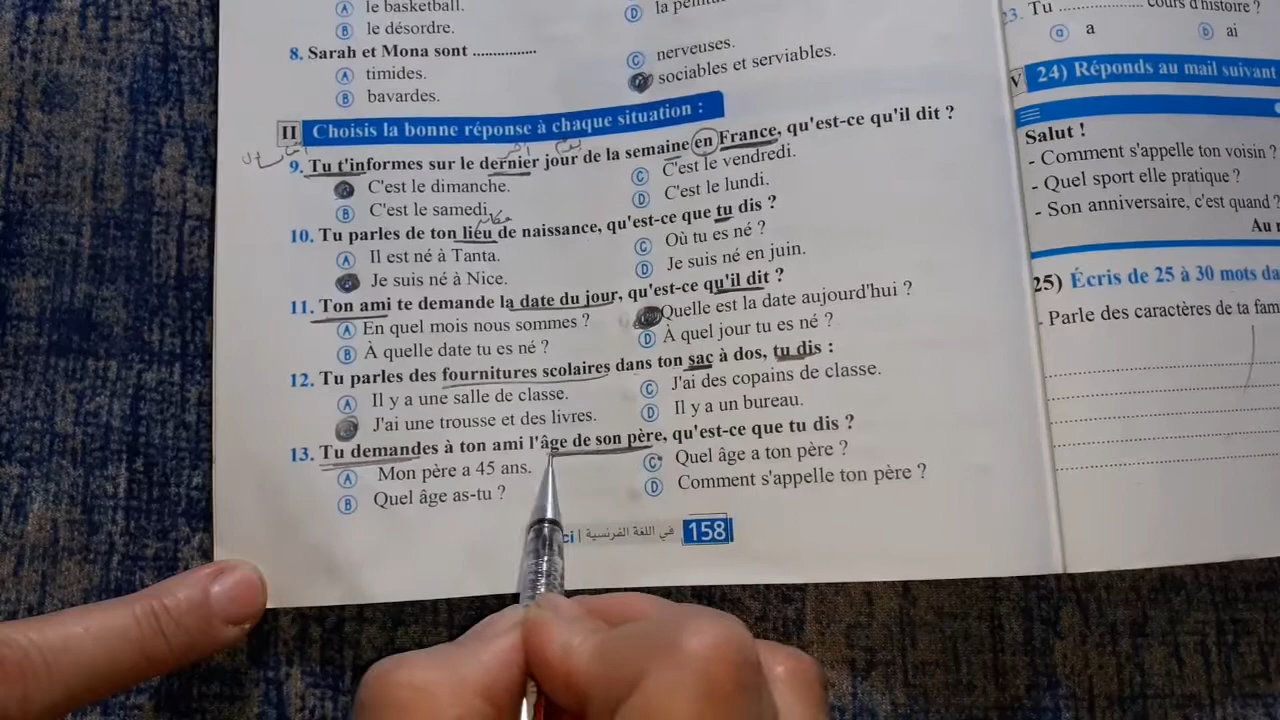 Ⓐ le basketball.
Ⓑ le désordre.
Ⓓ
8. Sarah et Mona sont ................
Ⓐ timides.
Ⓑ bavardes.
Ⓒ nerveuses.
sociables et serviables.
II Choisis la bonne réponse à chaque situation :
9. Tu t'informes sur le dernier jour de la semaine en France, qu'est-ce qu'il dit ?
C'est le dimanche.
Ⓑ C'est le samedi.
Ⓒ C'est le vendredi.
Ⓓ C'est le lundi.
مكان
10. Tu parles de ton lieu de naissance, qu'est-ce que tu dis ?
Ⓐ Il est né à Tanta.
Je suis né à Nice.
Ⓒ Où tu es né ?
Ⓓ Je suis né en juin.
11. Ton ami te demande la date du jour, qu'est-ce qu'il dit ?
Ⓐ En quel mois nous sommes ?
Ⓑ À quelle date tu es né ?
Quelle est la date aujourd'hui ?
Ⓓ À quel jour tu es né ?
12. Tu parles des fournitures scolaires dans ton sac à dos, tu dis :
Ⓐ Il y a une salle de classe.
J'ai une trousse et des livres.
Ⓒ J'ai des copains de classe.
Ⓓ Il y a un bureau.
13. Tu demandes à ton ami l'âge de son père, qu'est-ce que tu dis ?
Ⓐ Mon père a 45 ans.
Ⓑ Quel âge as-tu ?
Ⓒ Quel âge a ton père ?
Ⓓ Comment s'appelle ton père ?
ci | في اللغة الفرنسية 158
23. Tu .................. cours d'histoire ?
ⓐ a
ⓑ ai
V 24) Réponds au mail suivant
Salut !
- Comment s'appelle ton voisin ?
- Quel sport elle pratique ?
- Son anniversaire, c'est quand ?
Au
25) Écris de 25 à 30 mots
- Parle des caractères de ta